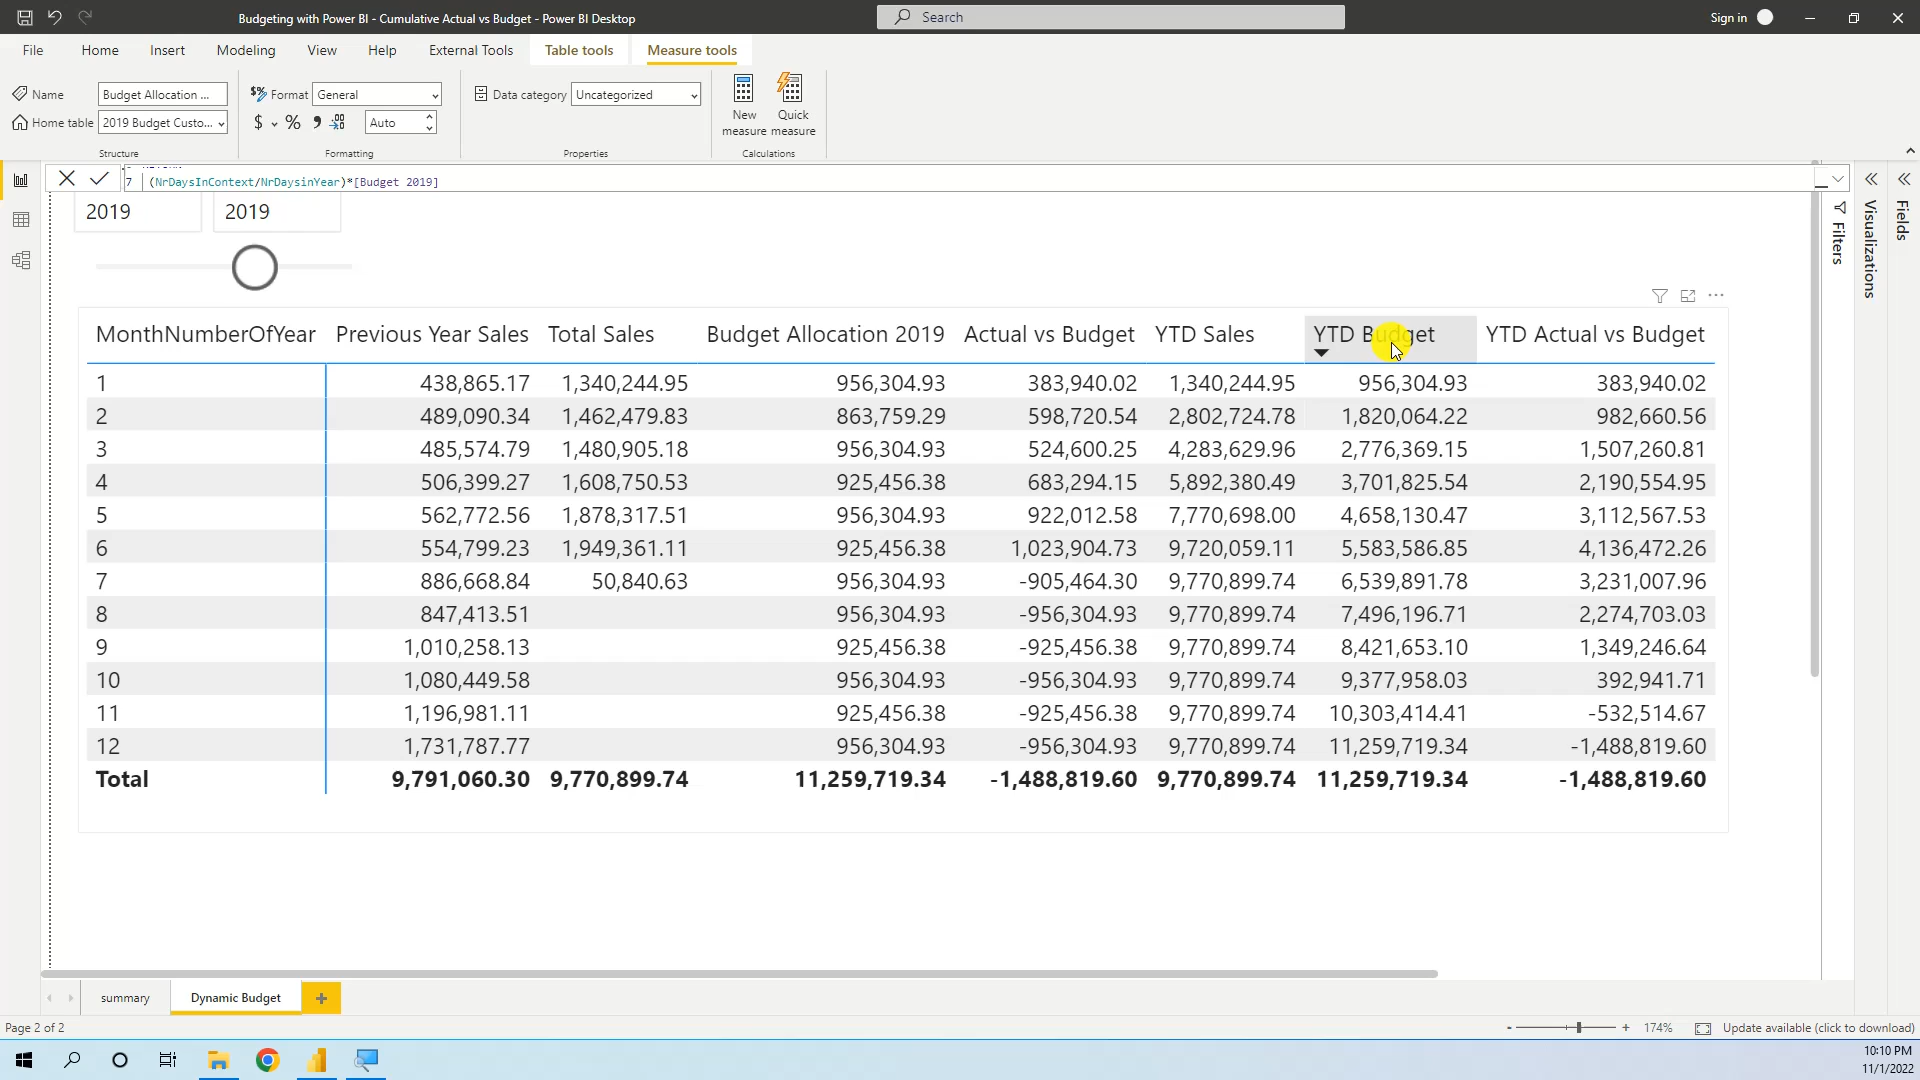 Budgeting with Power BI - Cumulative Actual vs Budget - Power BI Desktop
Search
Sign in
File Home Insert Modeling View Help External Tools Table tools Measure tools
Name Budget Allocation ...
Home table 2019 Budget Custo...
Structure
$% Format General
$ % 9 Auto
Formatting
Data category Uncategorized
Properties
New measure
Quick measure
Calculations
7 (NrDaysInContext/NrDaysinYear)*[Budget 2019]
2019 2019
Filters
Visualizations
Fields
MonthNumberOfYear Previous Year Sales Total Sales Budget Allocation 2019 Actual vs Budget YTD Sales YTD Budget YTD Actual vs Budget
1 438,865.17 1,340,244.95 956,304.93 383,940.02 1,340,244.95 956,304.93 383,940.02
2 489,090.34 1,462,479.83 863,759.29 598,720.54 2,802,724.78 1,820,064.22 982,660.56
3 485,574.79 1,480,905.18 956,304.93 524,600.25 4,283,629.96 2,776,369.15 1,507,260.81
4 506,399.27 1,608,750.53 925,456.38 683,294.15 5,892,380.49 3,701,825.54 2,190,554.95
5 562,772.56 1,878,317.51 956,304.93 922,012.58 7,770,698.00 4,658,130.47 3,112,567.53
6 554,799.23 1,949,361.11 925,456.38 1,023,904.73 9,720,059.11 5,583,586.85 4,136,472.26
7 886,668.84 50,840.63 956,304.93 -905,464.30 9,770,899.74 6,539,891.78 3,231,007.96
8 847,413.51 956,304.93 -956,304.93 9,770,899.74 7,496,196.71 2,274,703.03
9 1,010,258.13 925,456.38 -925,456.38 9,770,899.74 8,421,653.10 1,349,246.64
10 1,080,449.58 956,304.93 -956,304.93 9,770,899.74 9,377,958.03 392,941.71
11 1,196,981.11 925,456.38 -925,456.38 9,770,899.74 10,303,414.41 -532,514.67
12 1,731,787.77 956,304.93 -956,304.93 9,770,899.74 11,259,719.34 -1,488,819.60
Total 9,791,060.30 9,770,899.74 11,259,719.34 -1,488,819.60 9,770,899.74 11,259,719.34 -1,488,819.60
summary Dynamic Budget +
Page 2 of 2
- + 174% Update available (click to download)
10:10 PM
11/1/2022